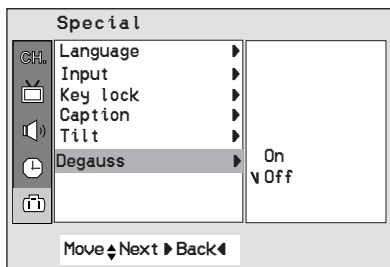 Special
CH.
Language
Input
Key lock
Caption
Tilt
Degauss
On
Off
Move Next Back